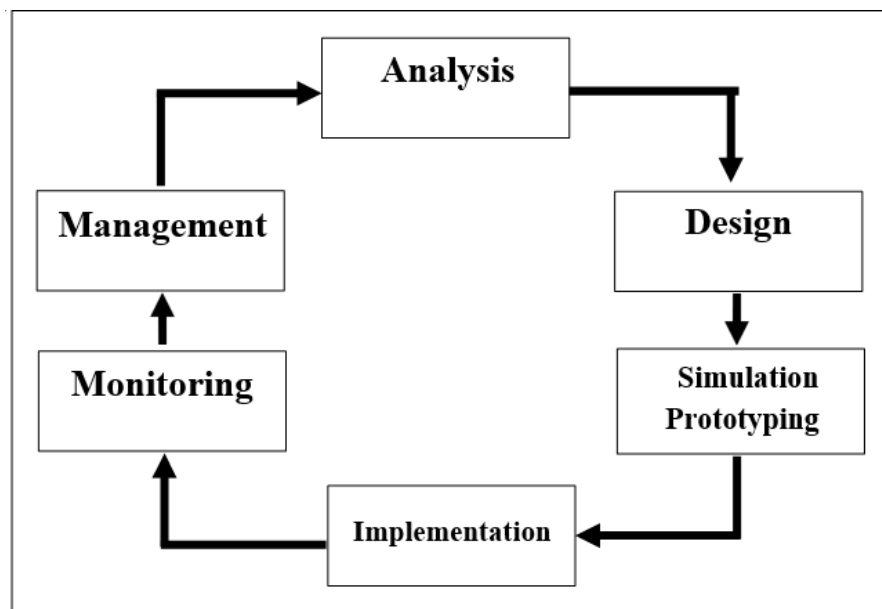 Analysis
Management
Design
Monitoring
Simulation
Prototyping
Implementation